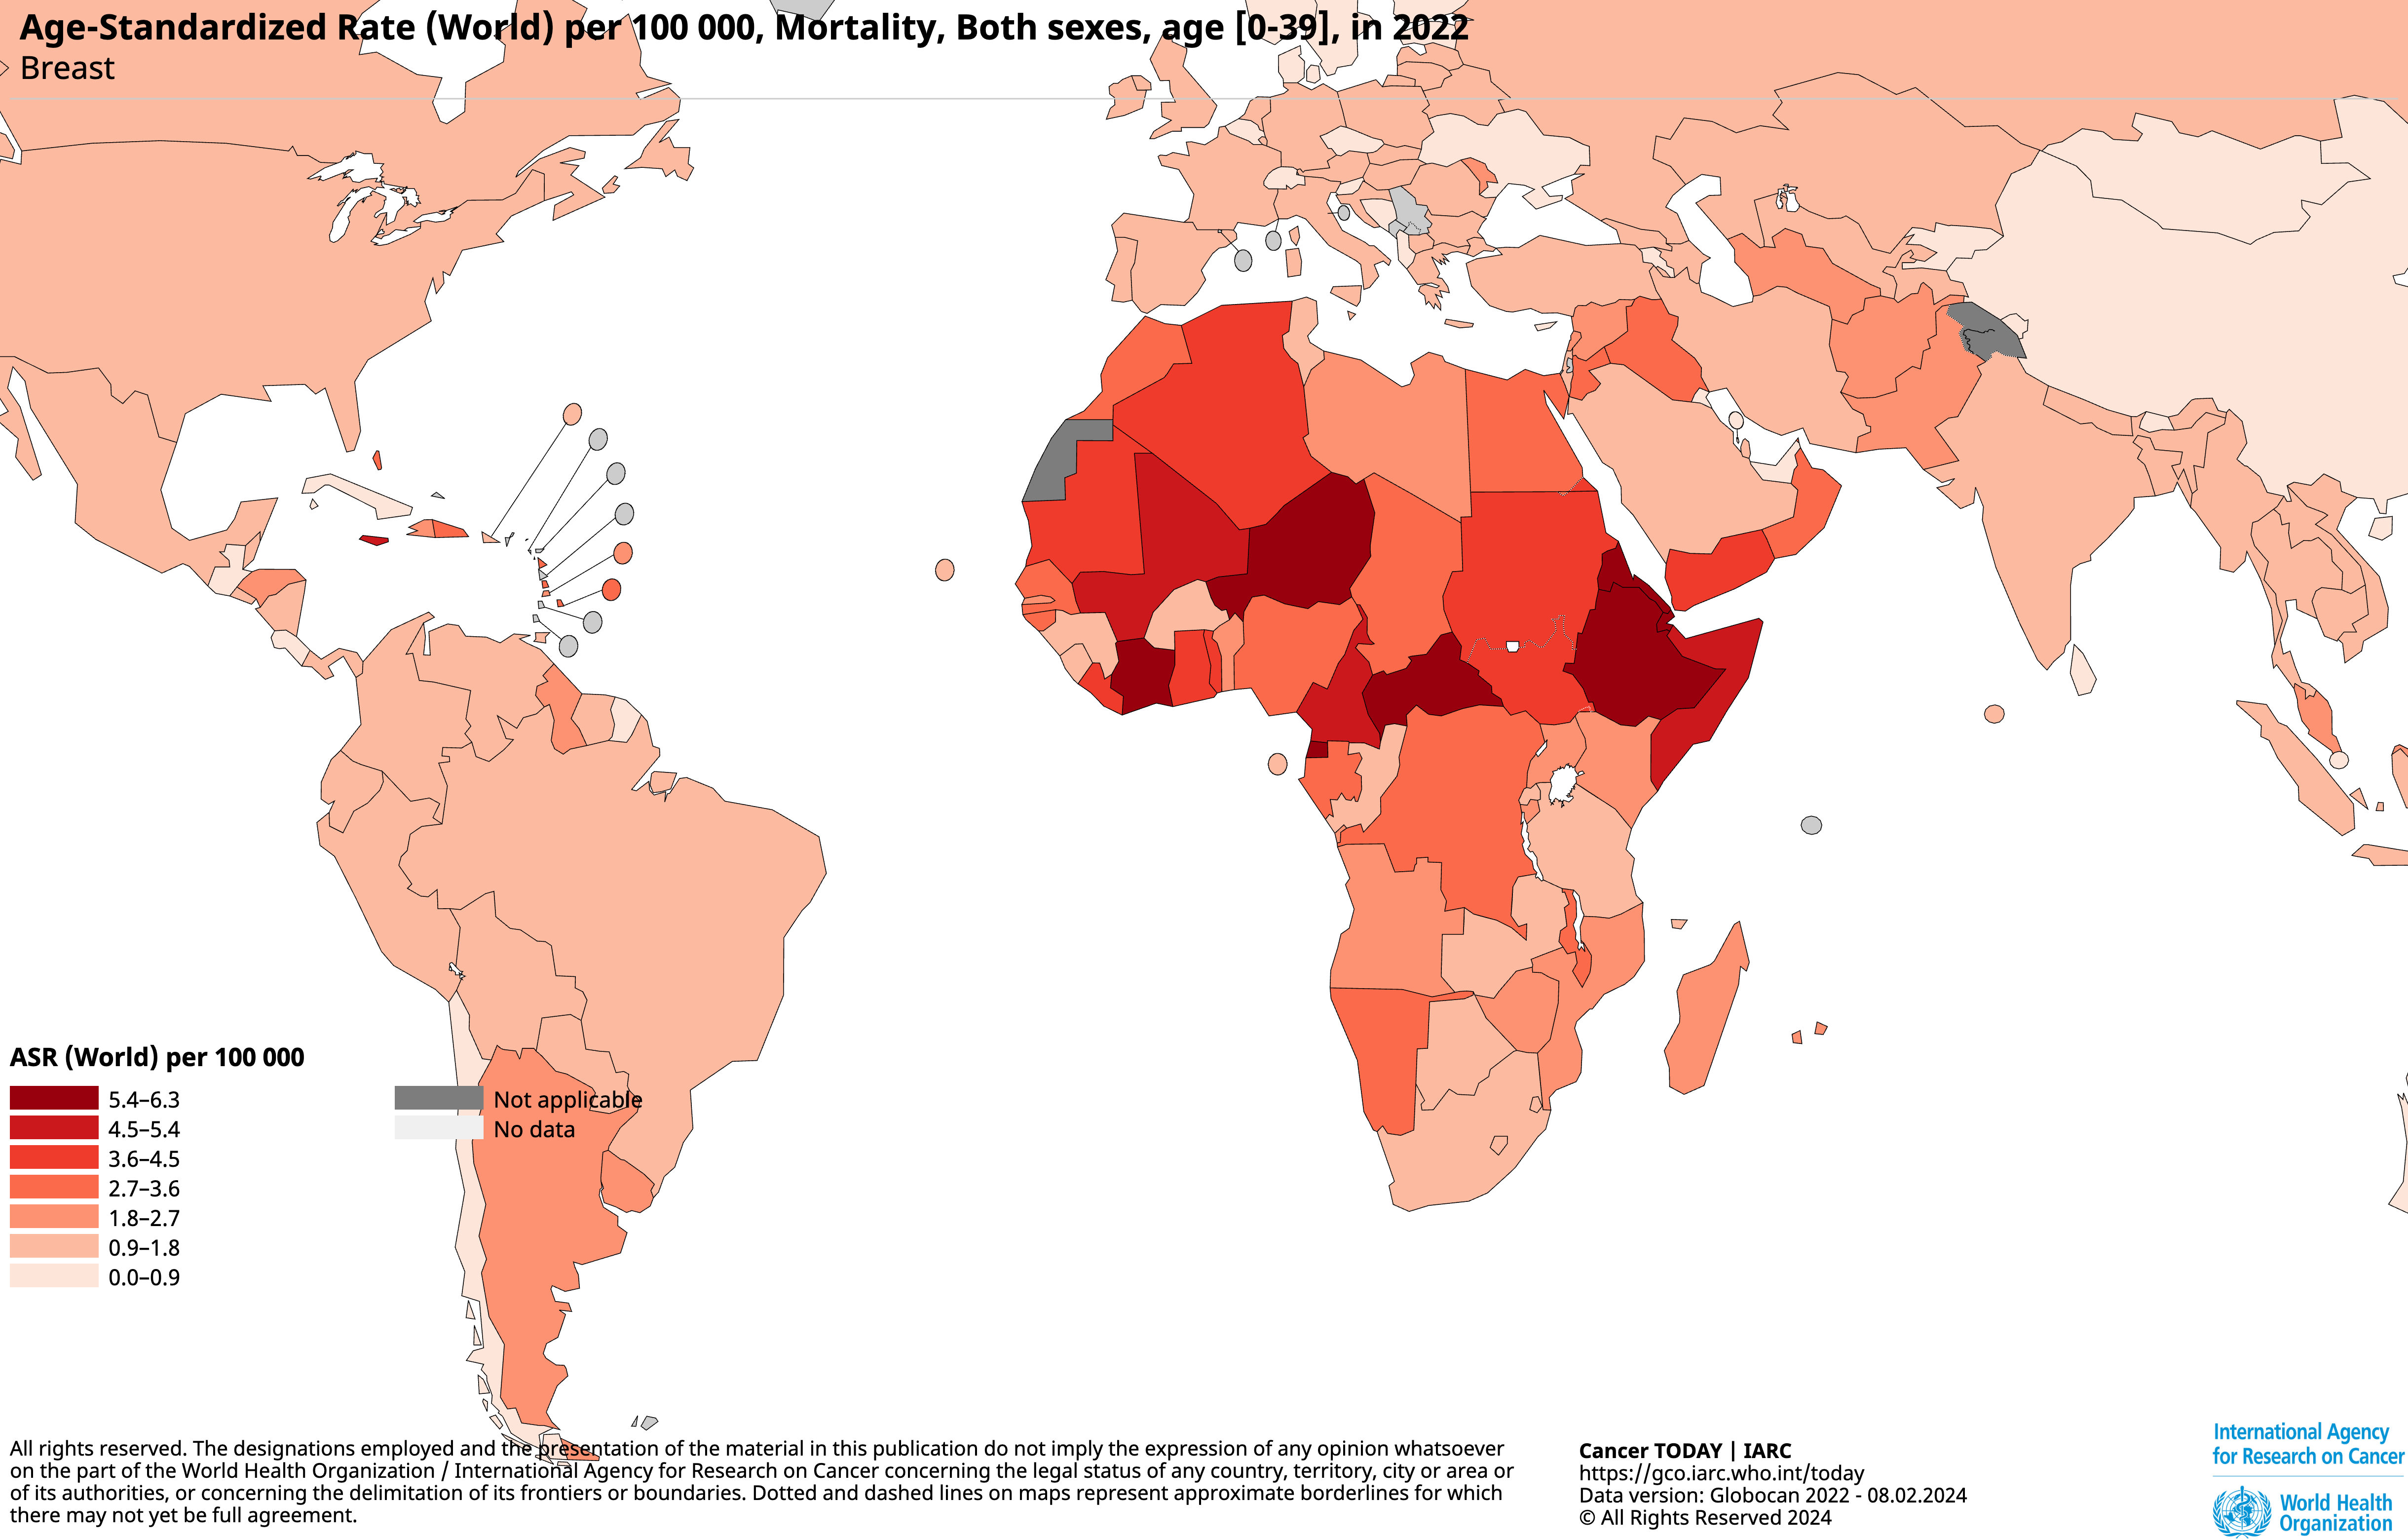 Age-Standardized Rate (World) per 100 000, Mortality, Both sexes, age [0-39], in 2022
Breast
ASR (World) per 100 000
5.4–6.3
4.5–5.4
3.6–4.5
2.7–3.6
1.8–2.7
0.9–1.8
0.0–0.9
Not applicable
No data
All rights reserved. The designations employed and the presentation of the material in this publication do not imply the expression of any opinion whatsoever
on the part of the World Health Organization / International Agency for Research on Cancer concerning the legal status of any country, territory, city or area or
of its authorities, or concerning the delimitation of its frontiers or boundaries. Dotted and dashed lines on maps represent approximate borderlines for which
there may not yet be full agreement.
Cancer TODAY | IARC
https://gco.iarc.who.int/today
Data version: Globocan 2022 - 08.02.2024
© All Rights Reserved 2024
International Agency
for Research on Cancer
World Health
Organization